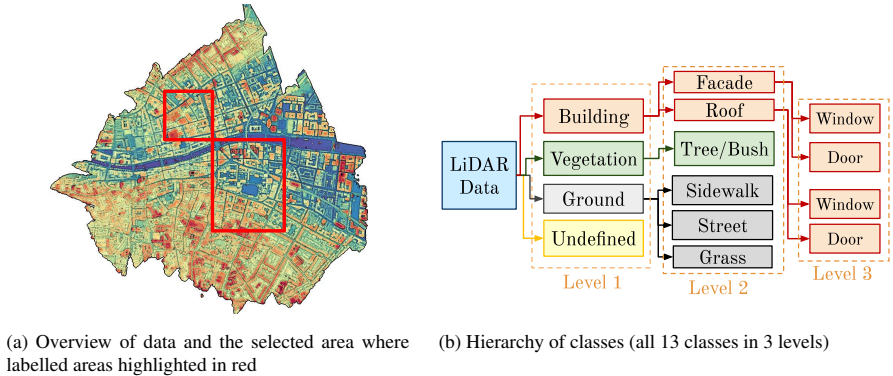 LiDAR
Data
Building
Vegetation
Ground
Undefined
Level 1
Facade
Roof
Tree/Bush
Sidewalk
Street
Grass
Level 2
Window
Door
Window
Door
Level 3
(a) Overview of data and the selected area where
labelled areas highlighted in red
(b) Hierarchy of classes (all 13 classes in 3 levels)